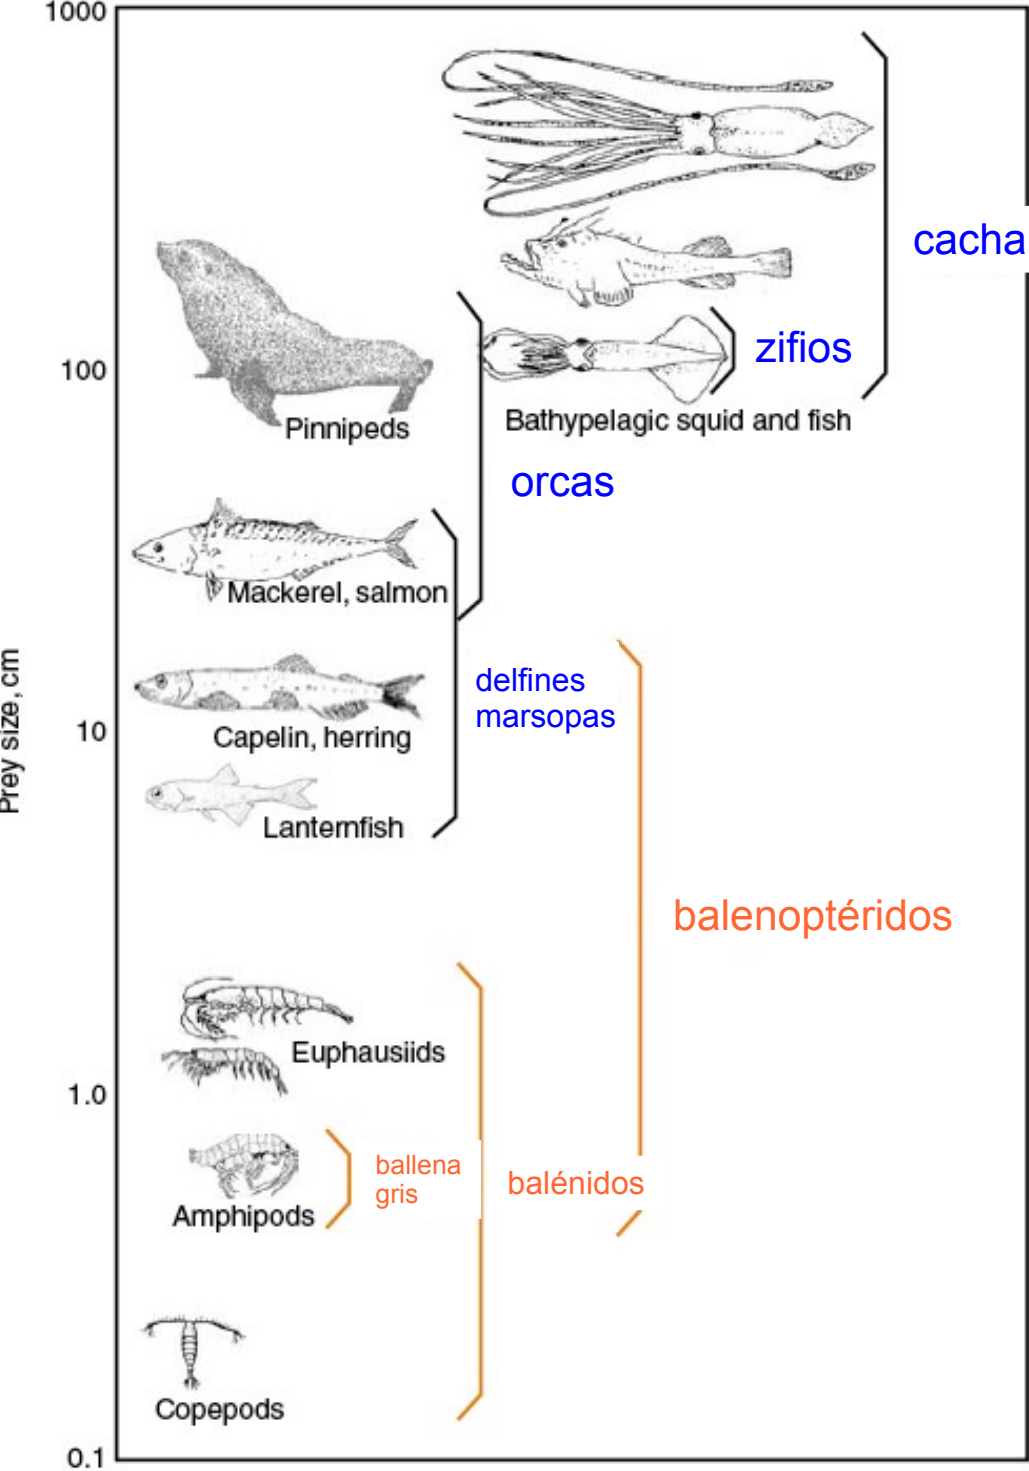 1000
cacha
zifios
100
Pinnipeds
Bathypelagic squid and fish
orcas
Mackerel, salmon
Prey size, cm
delfines
marsopas
10
Capelin, herring
Lanternfish
balenoptéridos
Euphausiids
1.0
ballena
gris
balénidos
Amphipods
Copepods
0.1